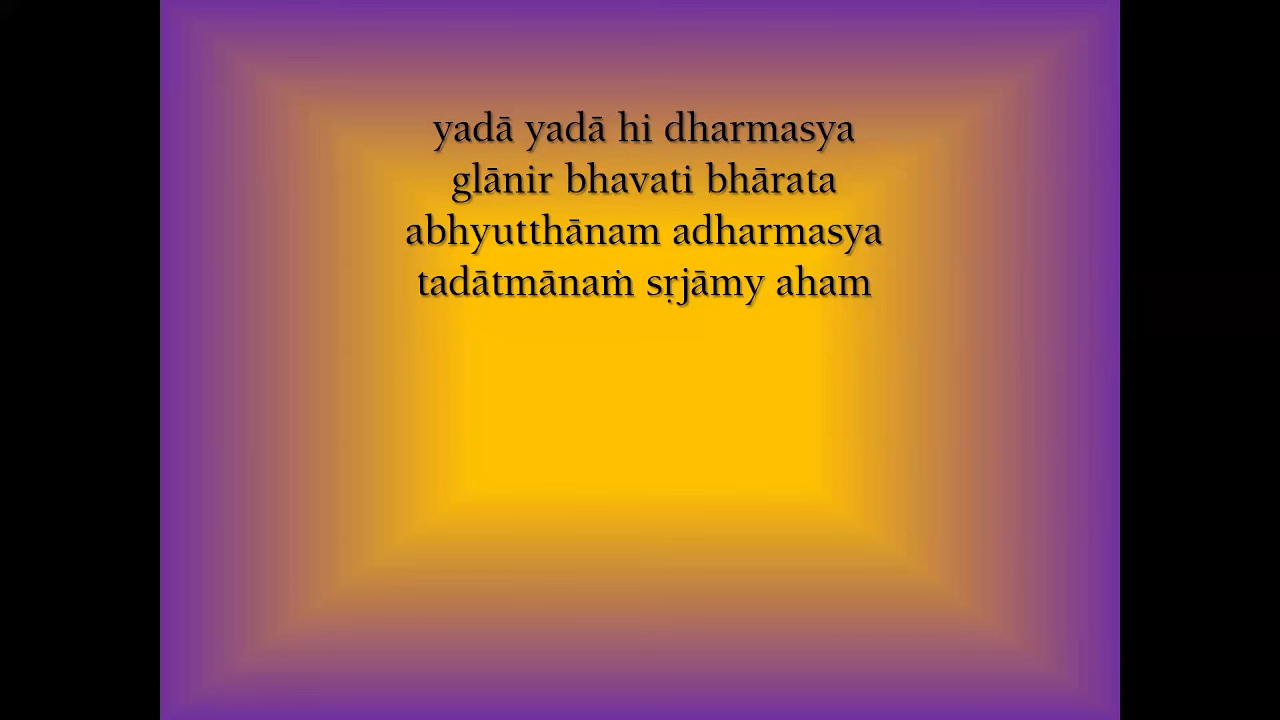 yadā yadā hi dharmasya
glānir bhavati bhārata
abhyutthānam adharmasya
tadātmānaṁ sṛjāmy aham